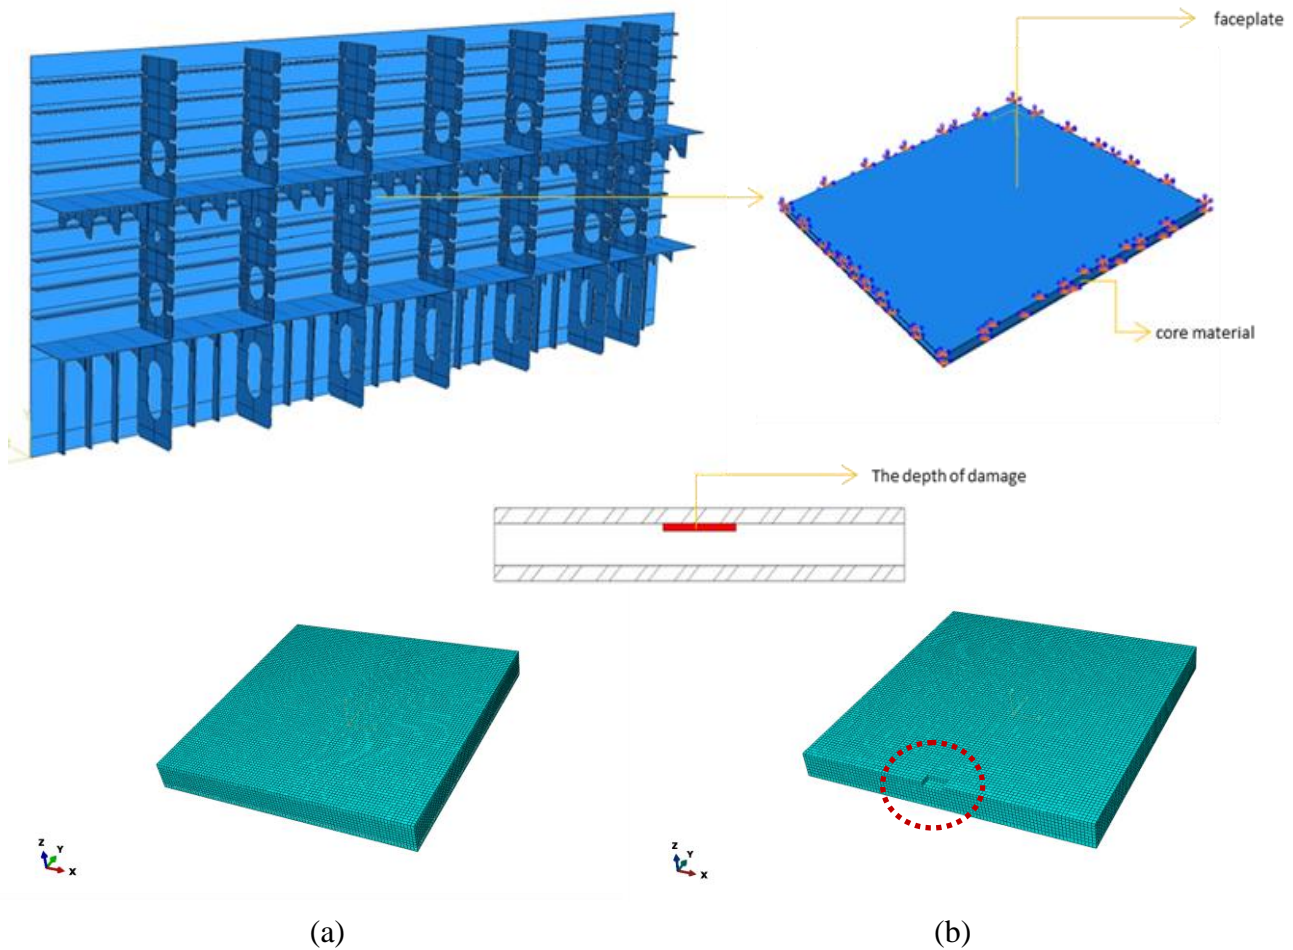 faceplate
core material
The depth of damage
Z
Y
X
Z
Y
X
(a)
(b)